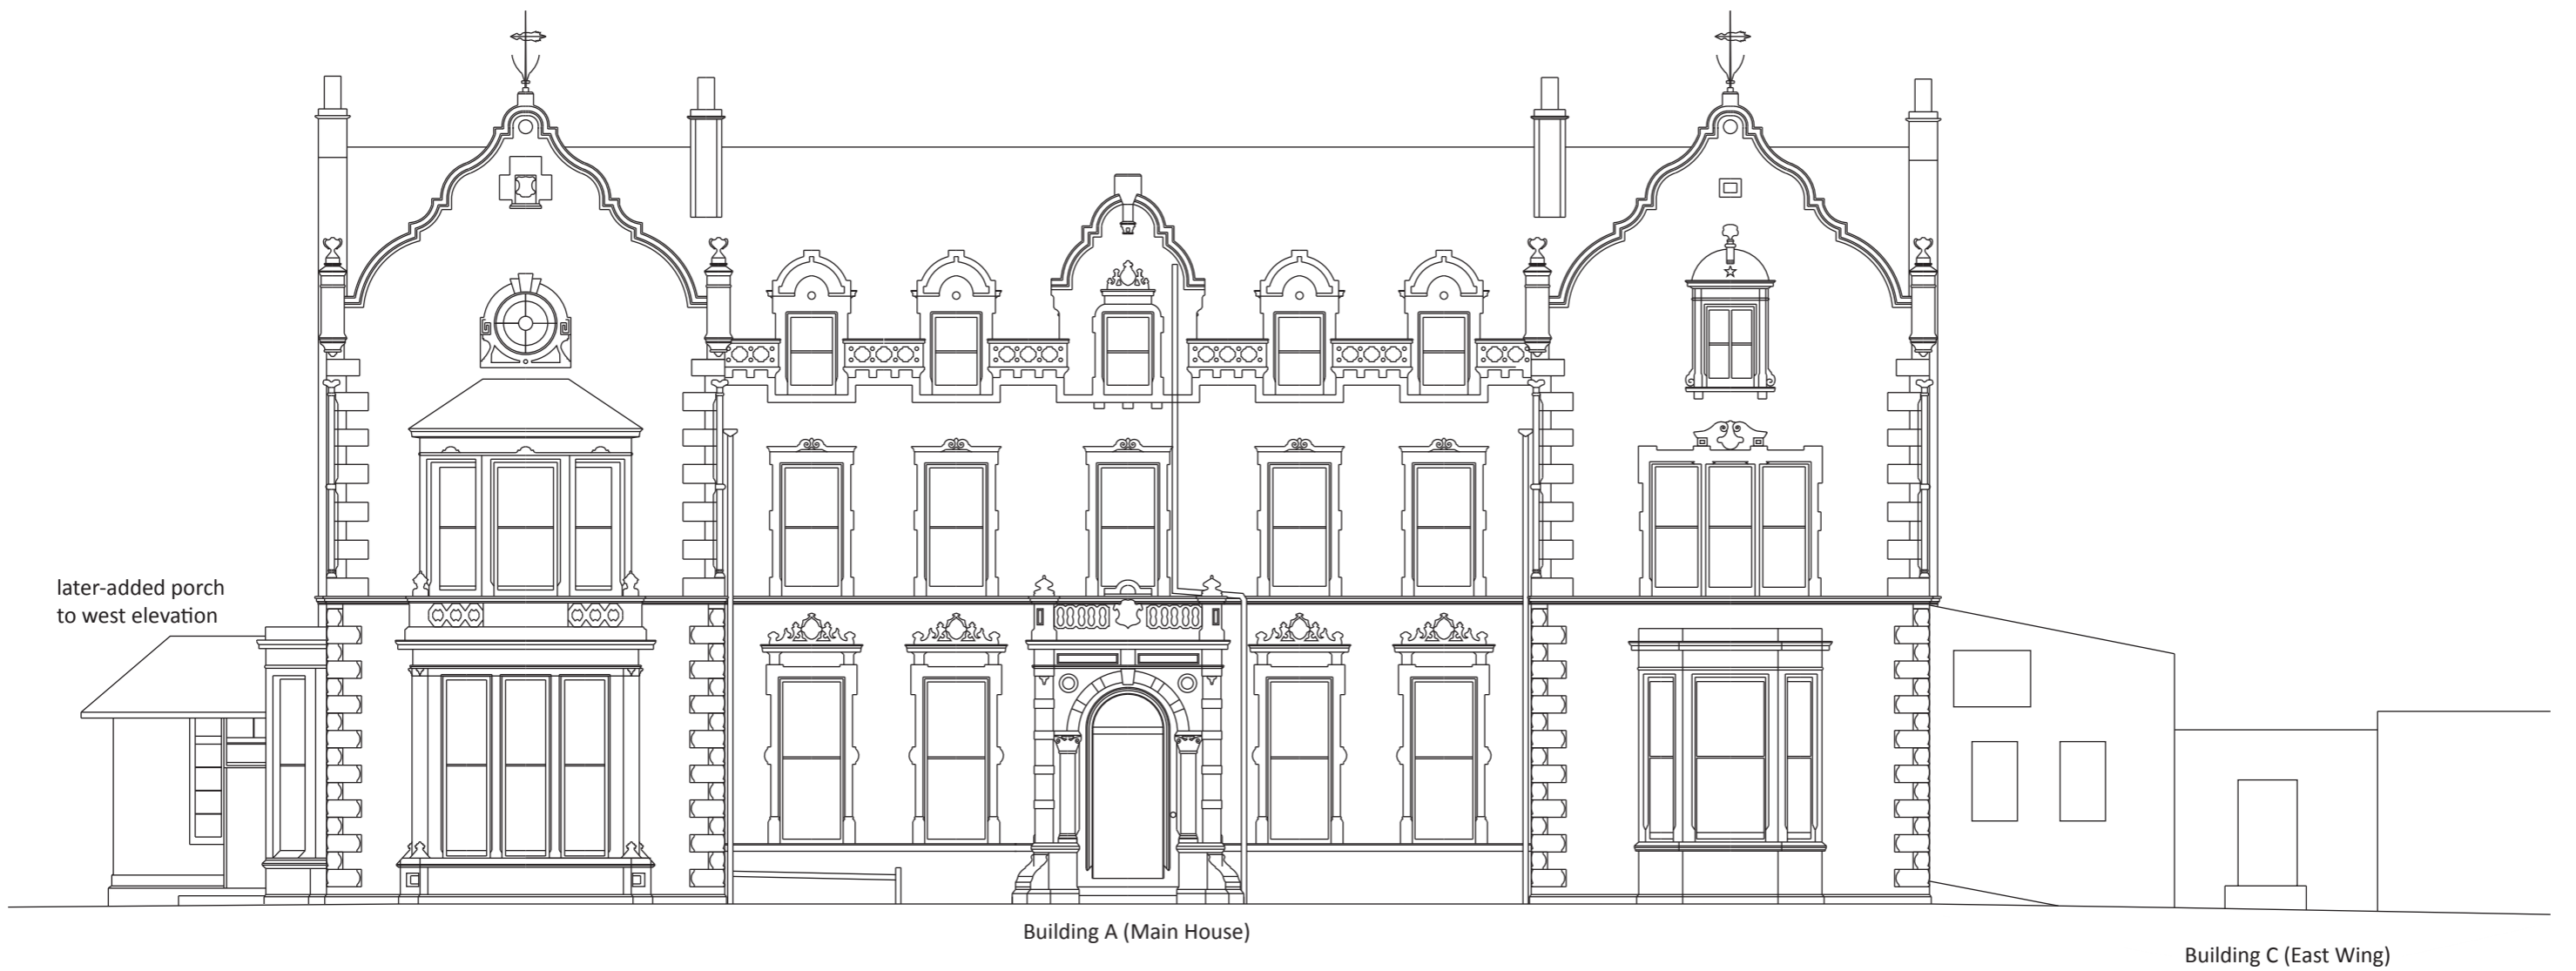 later-added porch
to west elevation
Building A (Main House)
Building C (East Wing)